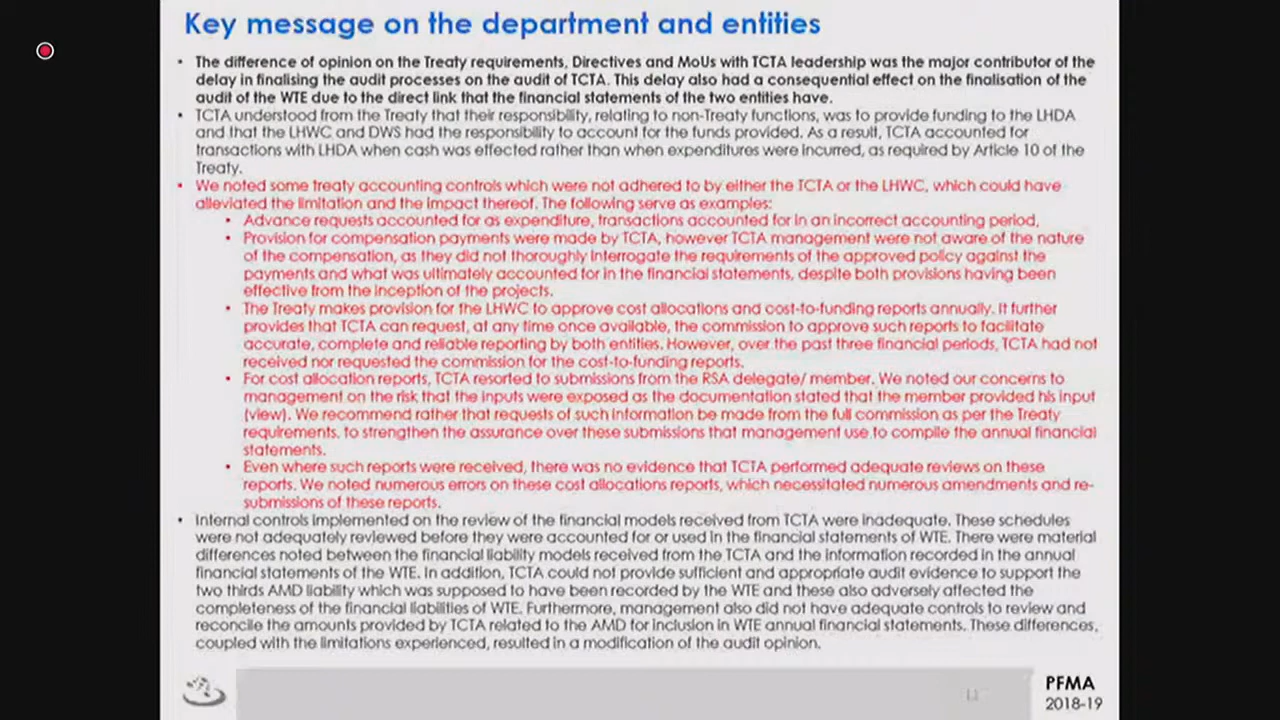 Key message on the department and entities
• The difference of opinion on the Treaty requirements, Directives and MoUs with TCTA leadership was the major contributor of the
delay in finalising the audit processes on the audit of TCTA. This delay also had a consequential effect on the finalisation of the
audit of the WTE due to the direct link that the financial statements of the two entities have.
• TCTA understood from the Treaty that their responsibility, relating to non-Treaty functions, was to provide funding to the LHDA
and that the LHWC and DWS had the responsibility to account for the funds provided. As a result, TCTA accounted for
transactions with LHDA when cash was effected rather than when expenditures were incurred, as required by Article 10 of the
Treaty.
• We noted some treaty accounting controls which were not adhered to by either the TCTA or the LHWC, which could have
alleviated the limitation and the impact thereof. The following serve as examples:
• Advance requests accounted for as expenditure, transactions accounted for in an incorrect accounting period,
• Provision for compensation payments were made by TCTA, however TCTA management were not aware of the nature
of the compensation, as they did not thoroughly interrogate the requirements of the approved policy against the
payments and what was ultimately accounted for in the financial statements, despite both provisions having been
effective from the inception of the projects.
• The Treaty makes provision for the LHWC to approve cost allocations and cost-to-funding reports annually. It further
provides that TCTA can request, at any time once available, the commission to approve such reports to facilitate
accurate, complete and reliable reporting by both entities. However, over the past three financial periods, TCTA had not
received nor requested the commission for the cost-to-funding reports.
• For cost allocation reports, TCTA resorted to submissions from the RSA delegate/ member. We noted our concerns to
management on the risk that the inputs were exposed as the documentation stated that the member provided his input
(view). We recommend rather that requests of such information be made from the full commission as per the Treaty
requirements, to strengthen the assurance over these submissions that management use to compile the annual financial
statements.
• Even where such reports were received, there was no evidence that TCTA performed adequate reviews on these
reports. We noted numerous errors on these cost allocations reports, which necessitated numerous amendments and re-
submissions of these reports.
• Internal controls implemented on the review of the financial models received from TCTA were inadequate. These schedules
were not adequately reviewed before they were accounted for or used in the financial statements of WTE. There were material
differences noted between the financial liability models received from the TCTA and the information recorded in the annual
financial statements of the WTE. In addition, TCTA could not provide sufficient and appropriate audit evidence to support the
two thirds AMD liability which was supposed to have been recorded by the WTE and these also adversely affected the
completeness of the financial liabilities of WTE. Furthermore, management also did not have adequate controls to review and
reconcile the amounts provided by TCTA related to the AMD for inclusion in WTE annual financial statements. These differences,
coupled with the limitations experienced, resulted in a modification of the audit opinion.
PFMA
2018-19